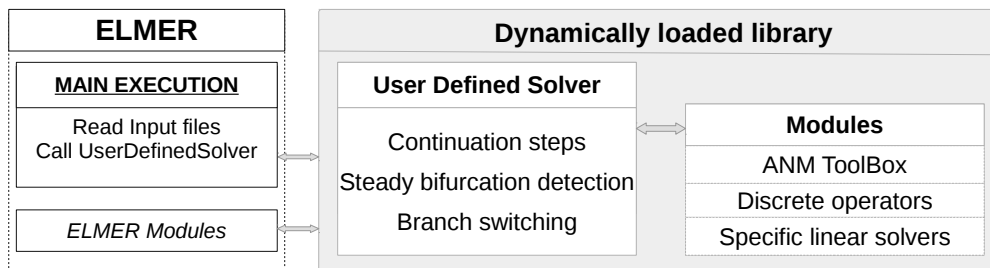 ELMER
MAIN EXECUTION
Read Input files
Call UserDefinedSolver
ELMER Modules
Dynamically loaded library
User Defined Solver
Continuation steps
Steady bifurcation detection
Branch switching
Modules
ANM ToolBox
Discrete operators
Specific linear solvers